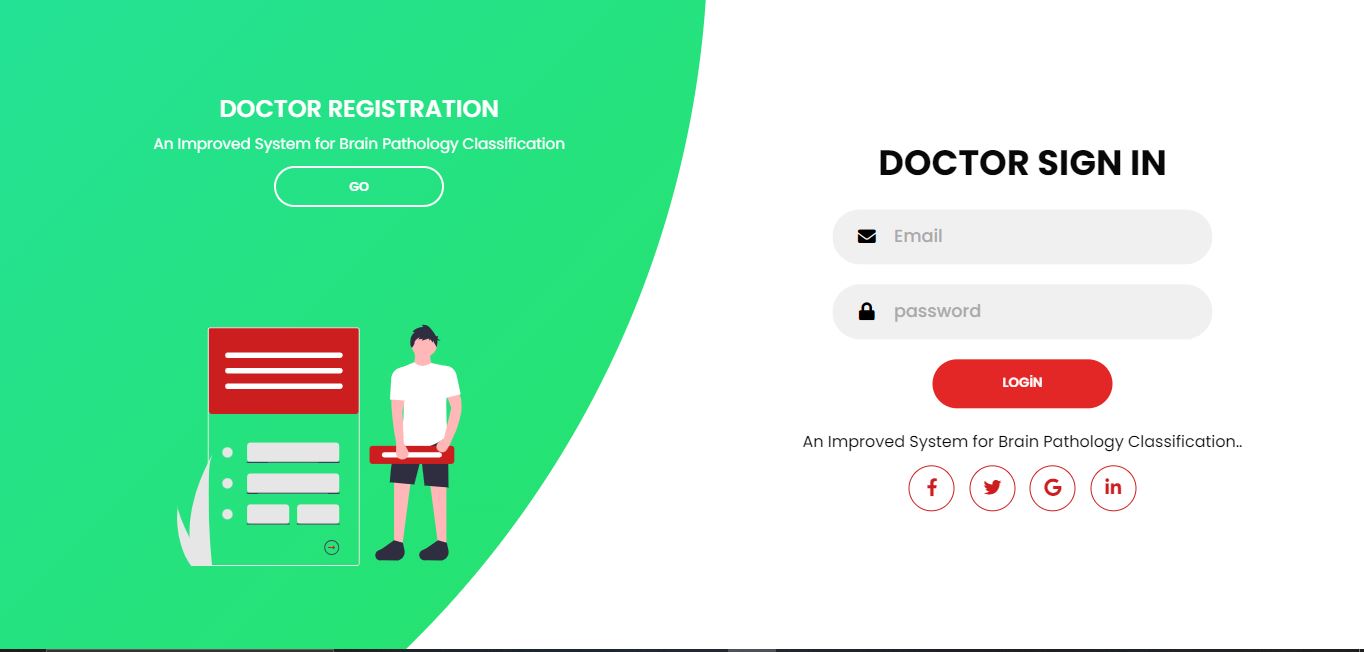 DOCTOR REGISTRATION
An Improved System for Brain Pathology Classification
GO
DOCTOR SIGN IN
Email
password
LOGİN
An Improved System for Brain Pathology Classification..